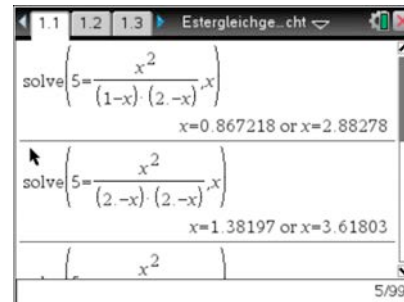 1.1 1.2 1.3 Estergleichge...cht
solve(5=x^2/((1-x)·(2.-x)),x)
x=0.867218 or x=2.88278
solve(5=x^2/((2.-x)·(2.-x)),x)
x=1.38197 or x=3.61803
x^2
5/99